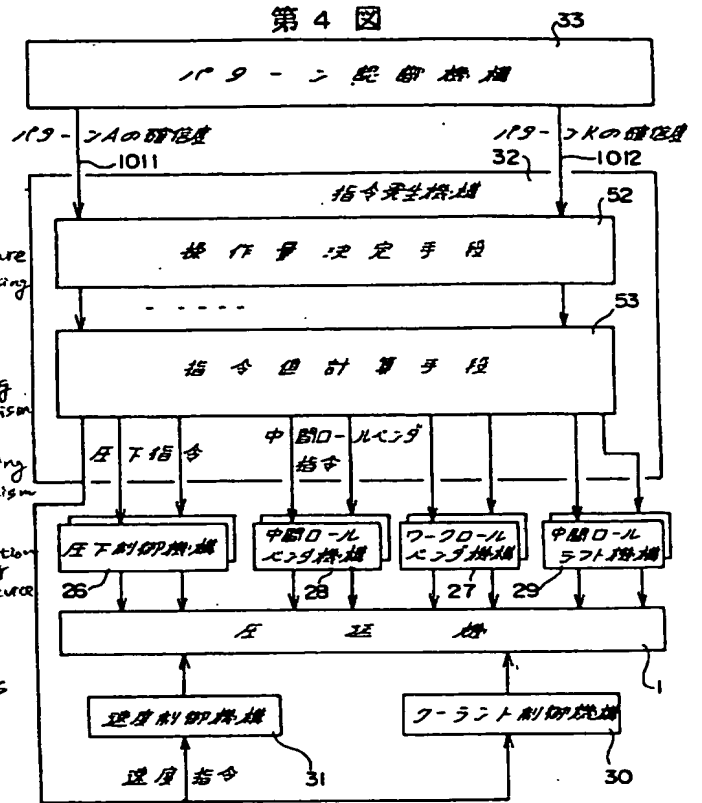 第4図
33
パターン認識機構
パターンAの確信度
パターンKの確信度
1011
32
1012
指令発生機構
52
操作量決定手段
- - - - -
53
指令値計算手段
圧下指令
中間ロールベンダ
指令
圧下制御機構
中間ロール
ベンダ機構
ワークロール
ベンダ機構
中間ロール
シフト機構
26
28
27
29
圧延機
1
速度制御機構
クーラント制御機構
31
30
速度指令